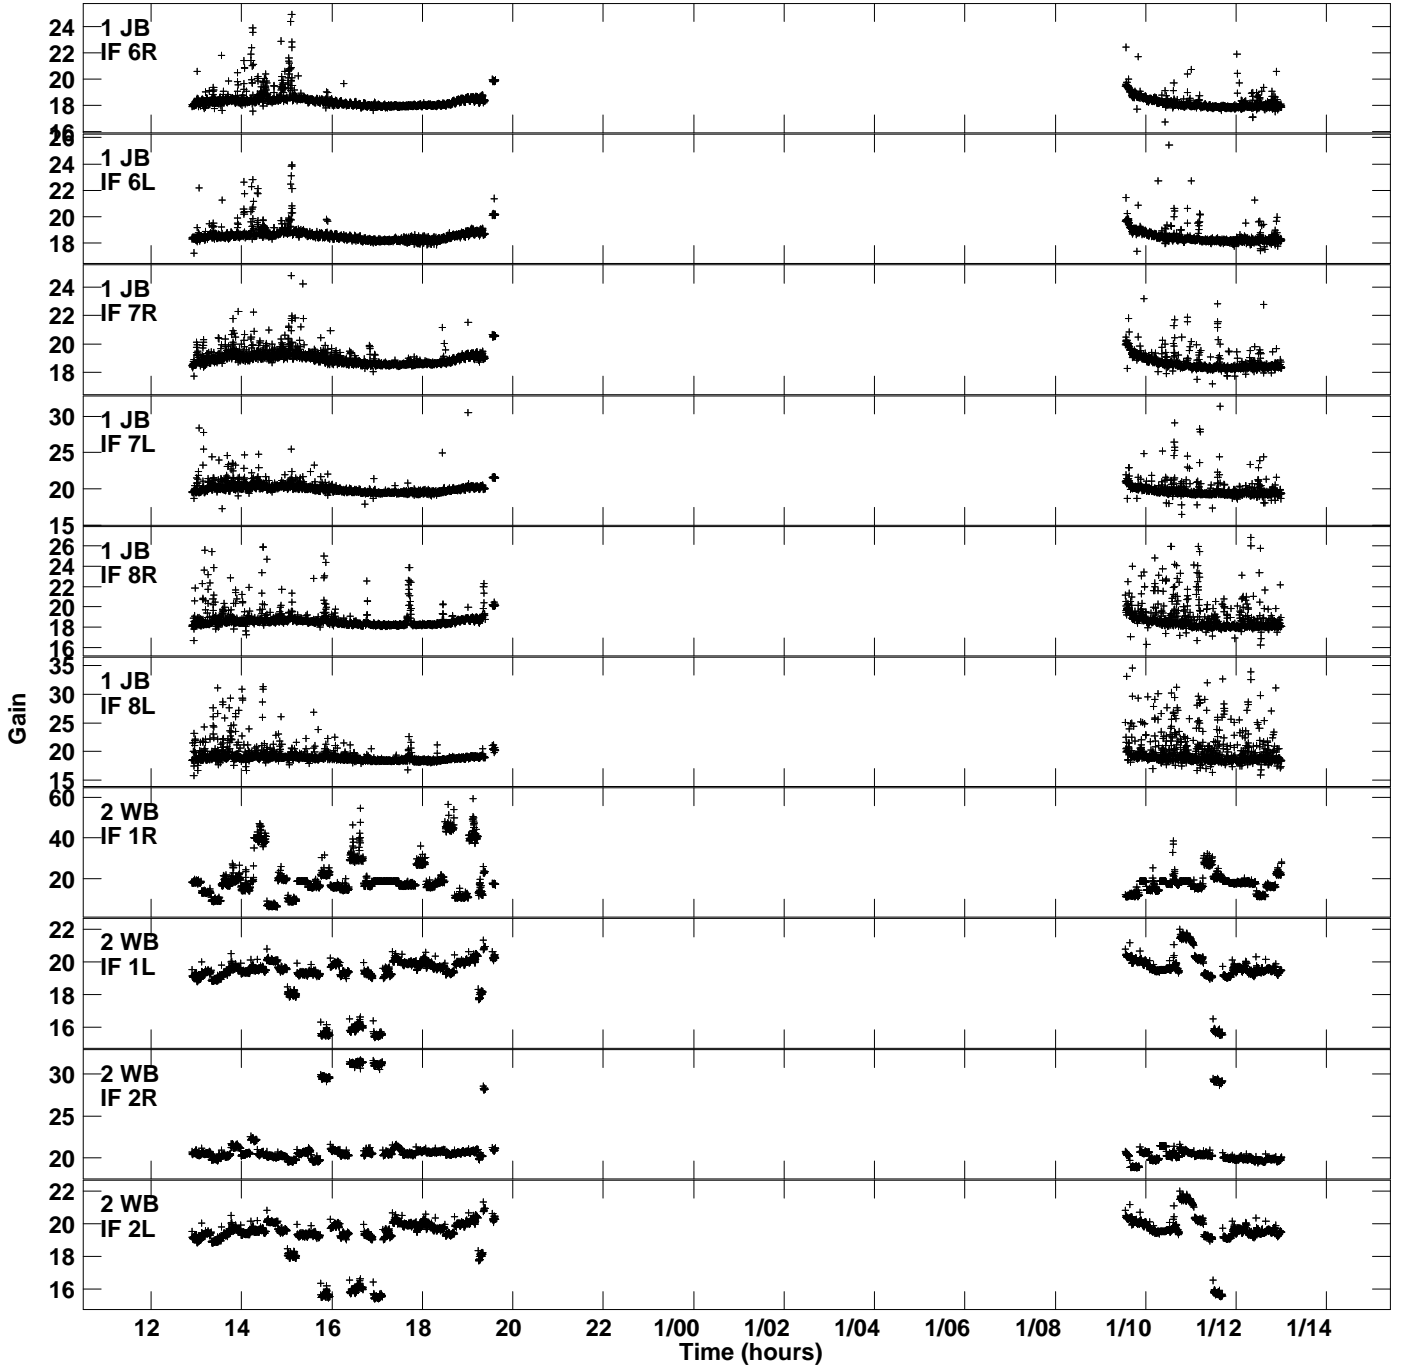 24
22
20
18
16
1 JB
IF 6R
26
24
22
20
18
1 JB
IF 6L
24
22
20
18
1 JB
IF 7R
30
25
20
15
1 JB
IF 7L
26
24
22
20
18
16
1 JB
IF 8R
35
30
25
20
15
1 JB
IF 8L
60
40
20
2 WB
IF 1R
22
20
18
16
2 WB
IF 1L
30
25
20
2 WB
IF 2R
22
20
18
16
2 WB
IF 2L
Gain
12 14 16 18 20 22 1/00 1/02 1/04 1/06 1/08 1/10 1/12 1/14
Time (hours)